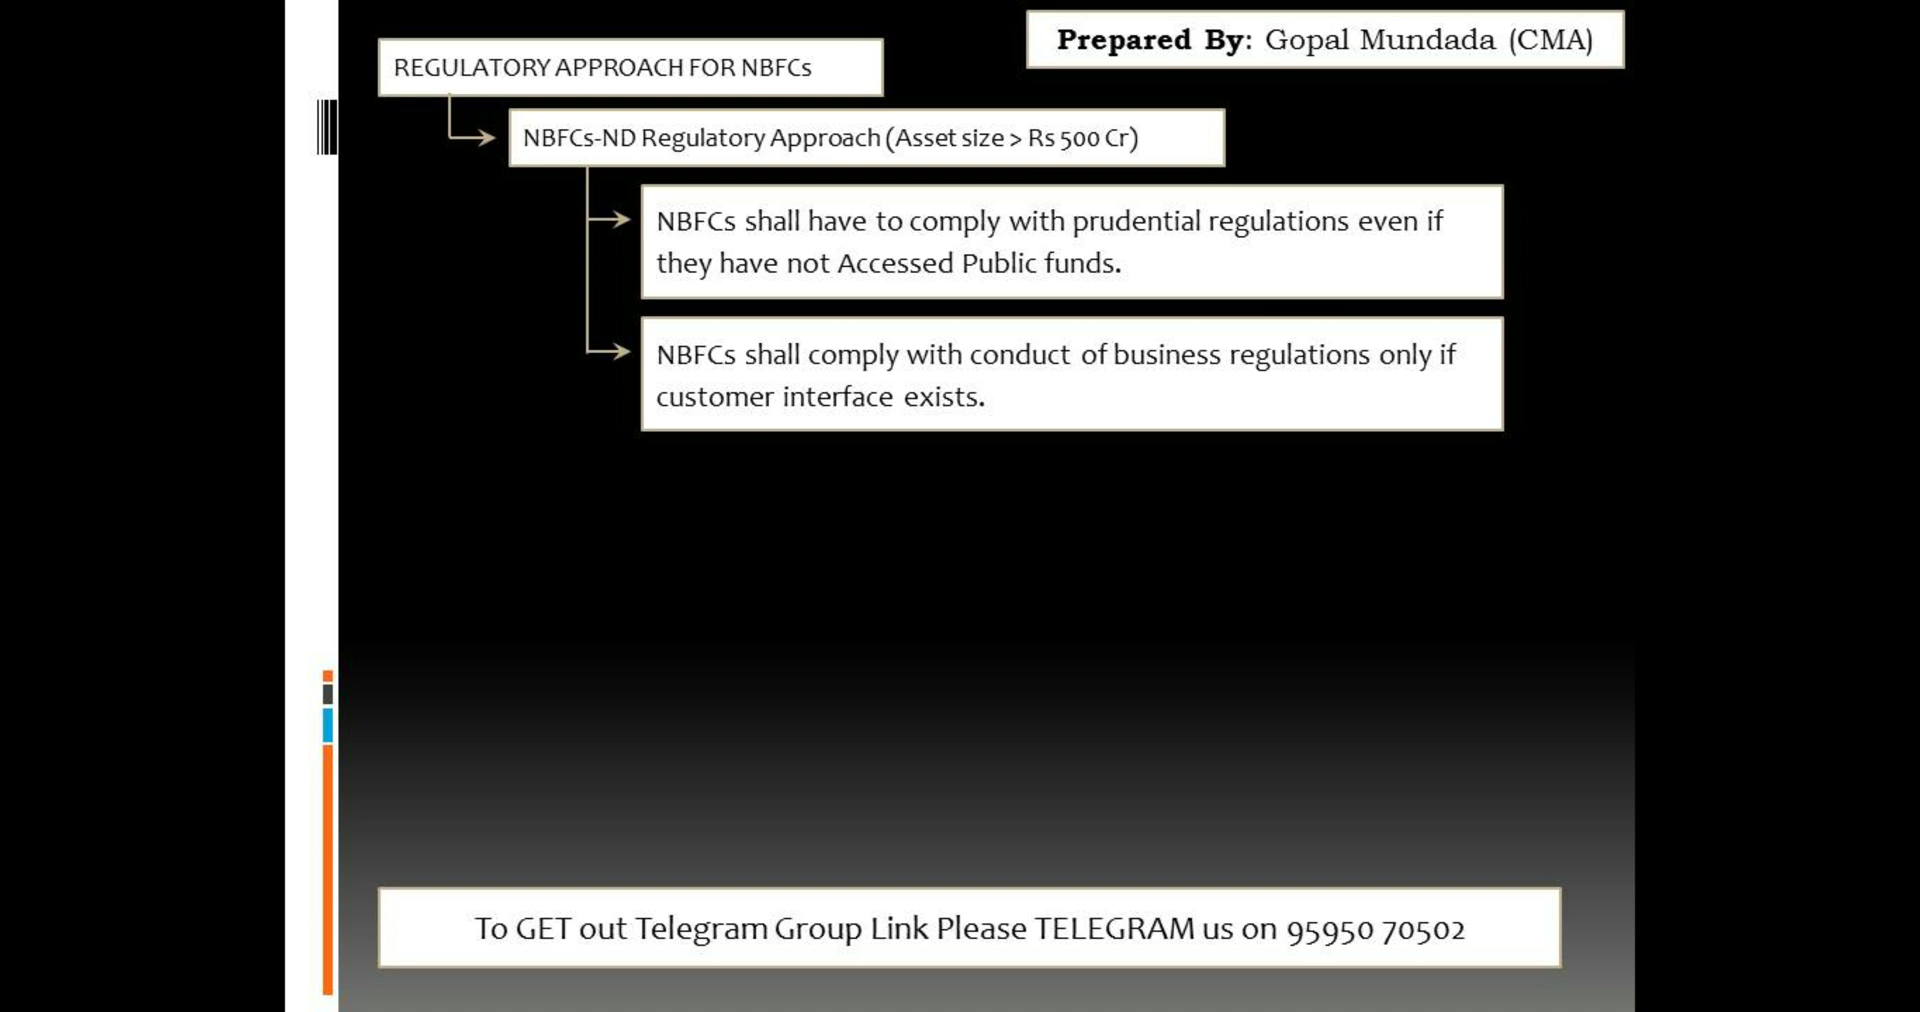 Prepared By: Gopal Mundada (CMA)
REGULATORY APPROACH FOR NBFCs
NBFCs-ND Regulatory Approach (Asset size > Rs 500 Cr)
NBFCs shall have to comply with prudential regulations even if
they have not Accessed Public funds.
NBFCs shall comply with conduct of business regulations only if
customer interface exists.
To GET out Telegram Group Link Please TELEGRAM us on 95950 70502